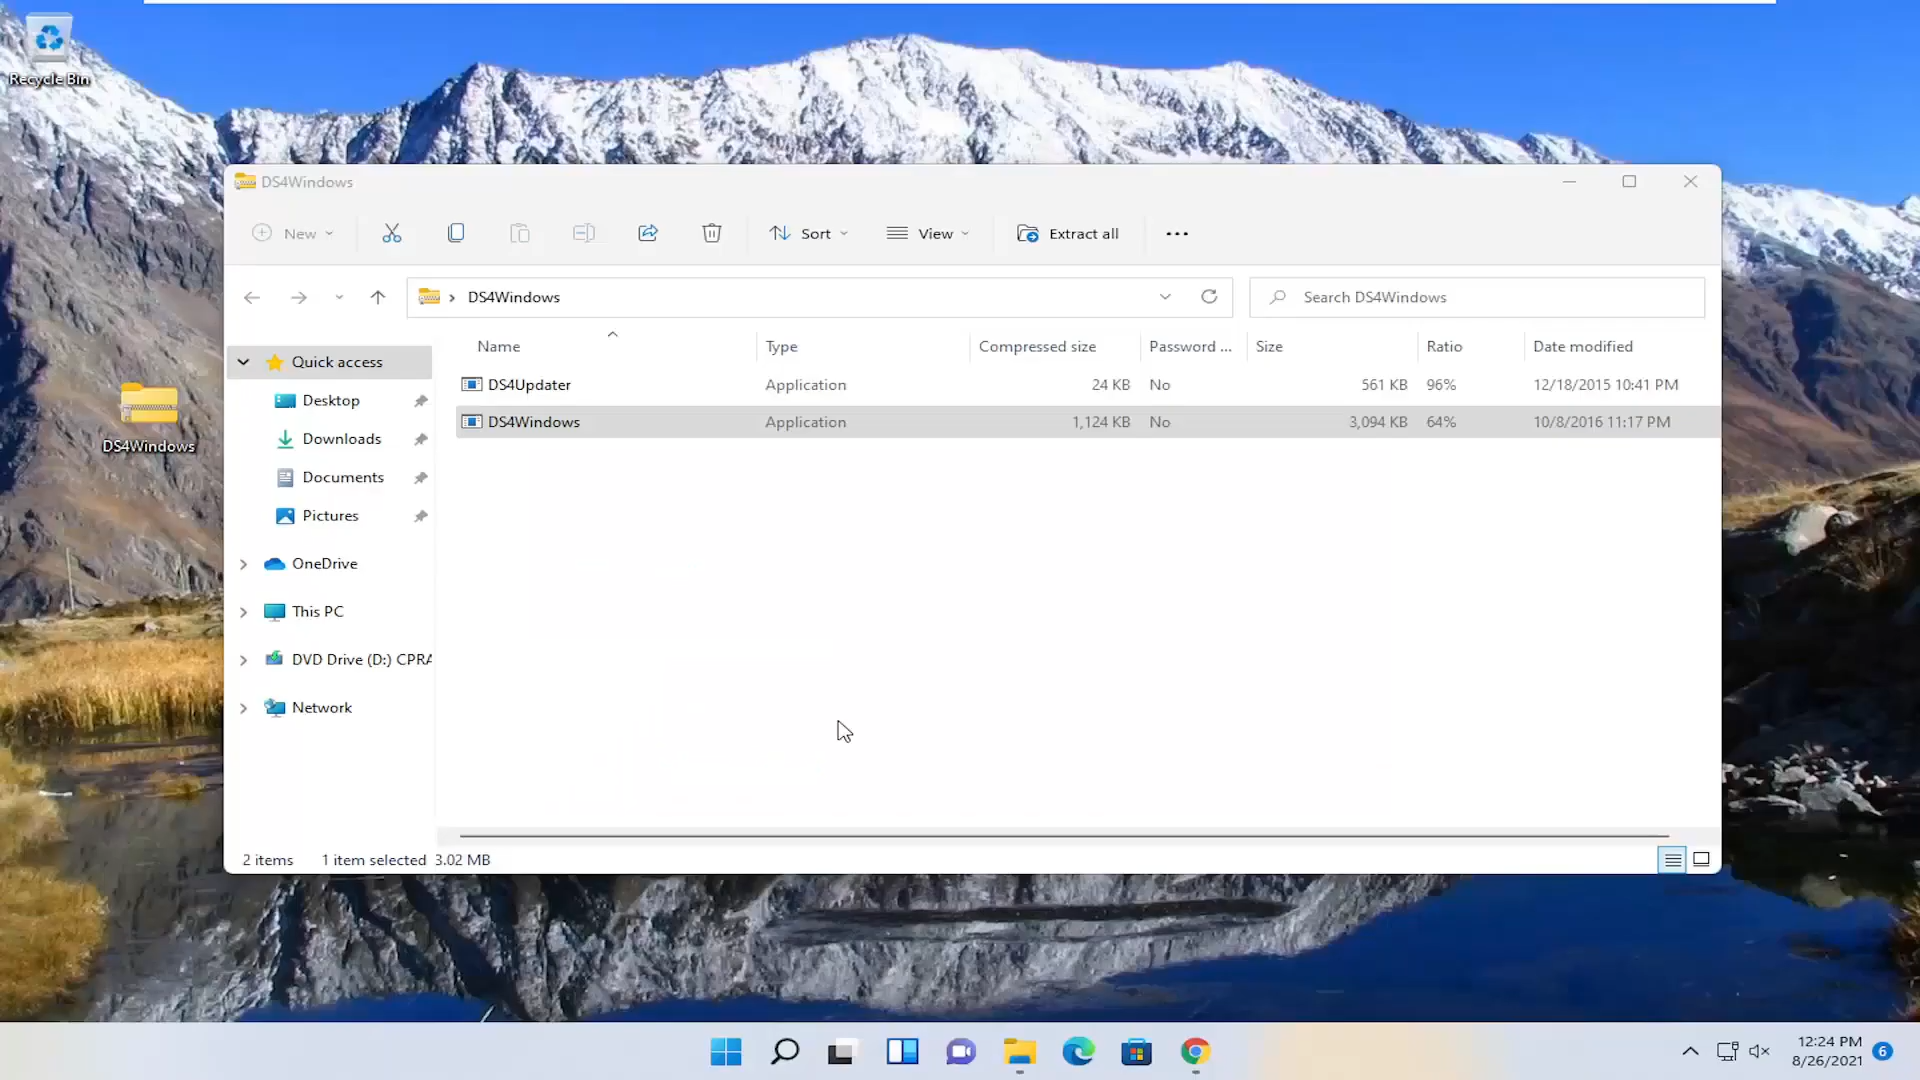 Recycle Bin
DS4Windows
DS4Windows
New
Sort
View
Extract all
DS4Windows
Search DS4Windows
Name Type Compressed size Password ... Size Ratio Date modified
DS4Updater Application 24 KB No 561 KB 96% 12/18/2015 10:41 PM
DS4Windows Application 1,124 KB No 3,094 KB 64% 10/8/2016 11:17 PM
Quick access
Desktop
Downloads
Documents
Pictures
OneDrive
This PC
DVD Drive (D:) CPRA
Network
2 items 1 item selected 3.02 MB
12:24 PM
8/26/2021
6